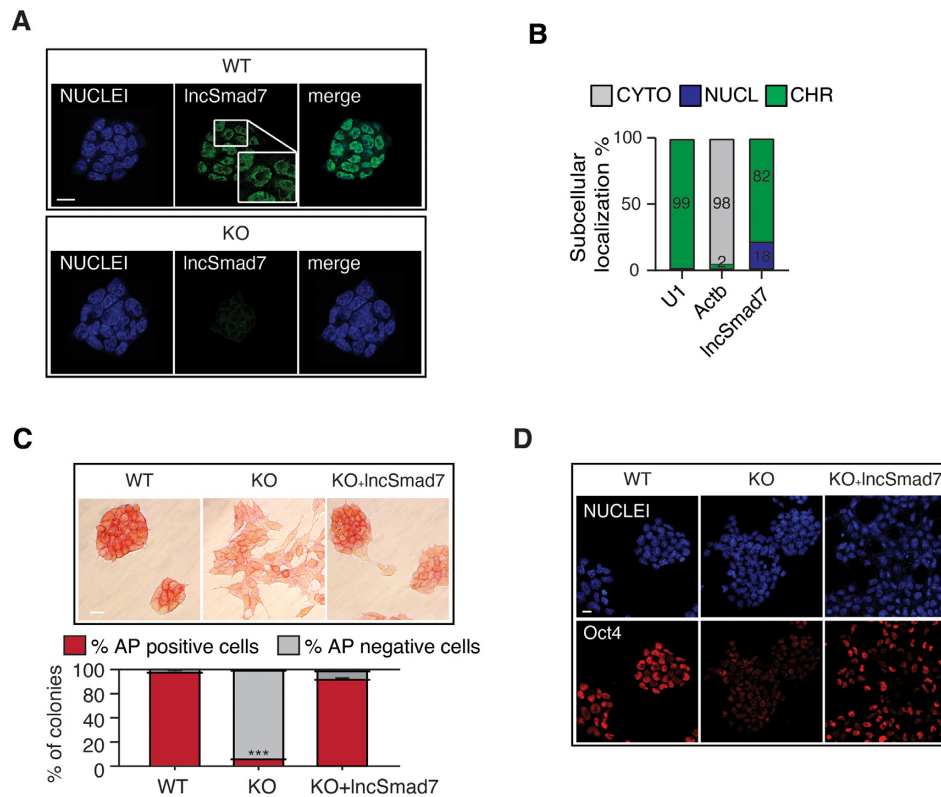 A
WT
NUCLEI lncSmad7 merge
KO
NUCLEI lncSmad7 merge
B
CYTO NUCL CHR
Subcellular
localization %
100
50
0
99
98
2
82
18
U1
Actb
lncSmad7
C
WT KO KO+lncSmad7
% AP positive cells % AP negative cells
% of colonies
100
80
60
40
20
0
***
WT KO KO+lncSmad7
D
WT KO KO+lncSmad7
NUCLEI
Oct4